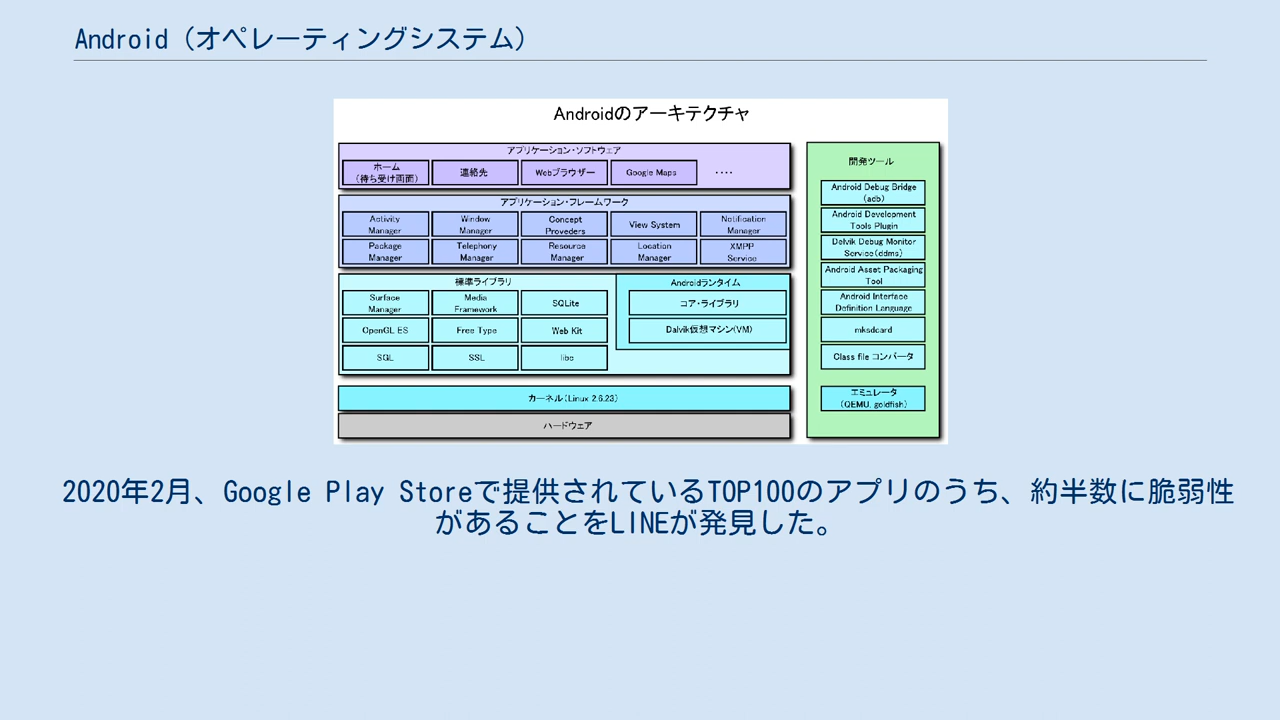 Android（オペレーティングシステム）
Androidのアーキテクチャ
アプリケーション・ソフトウェア
ホーム
（待ち受け画面）
連絡先
Webブラウザー
Google Maps
‥‥
アプリケーション・フレームワーク
Activity
Manager
Window
Manager
Concept
Proveders
View System
Notification
Manager
Package
Manager
Telephony
Manager
Resource
Manager
Location
Manager
XMPP
Service
標準ライブラリ
Surface
Manager
Media
Framework
SQLite
OpenGL ES
Free Type
Web Kit
SGL
SSL
libc
Androidランタイム
コア・ライブラリ
Dalvik仮想マシン(VM)
カーネル（Linux 2.6.23）
ハードウェア
開発ツール
Android Debug Bridge
（adb）
Android Development
Tools Plugin
Delvik Debug Monitor
Service（ddms）
Android Asset Packaging
Tool
Android Interface
Definition Language
mksdcard
Class file コンバータ
エミュレータ
（QEMU, goldfish）
2020年2月、Google Play Storeで提供されているTOP100のアプリのうち、約半数に脆弱性
があることをLINEが発見した。